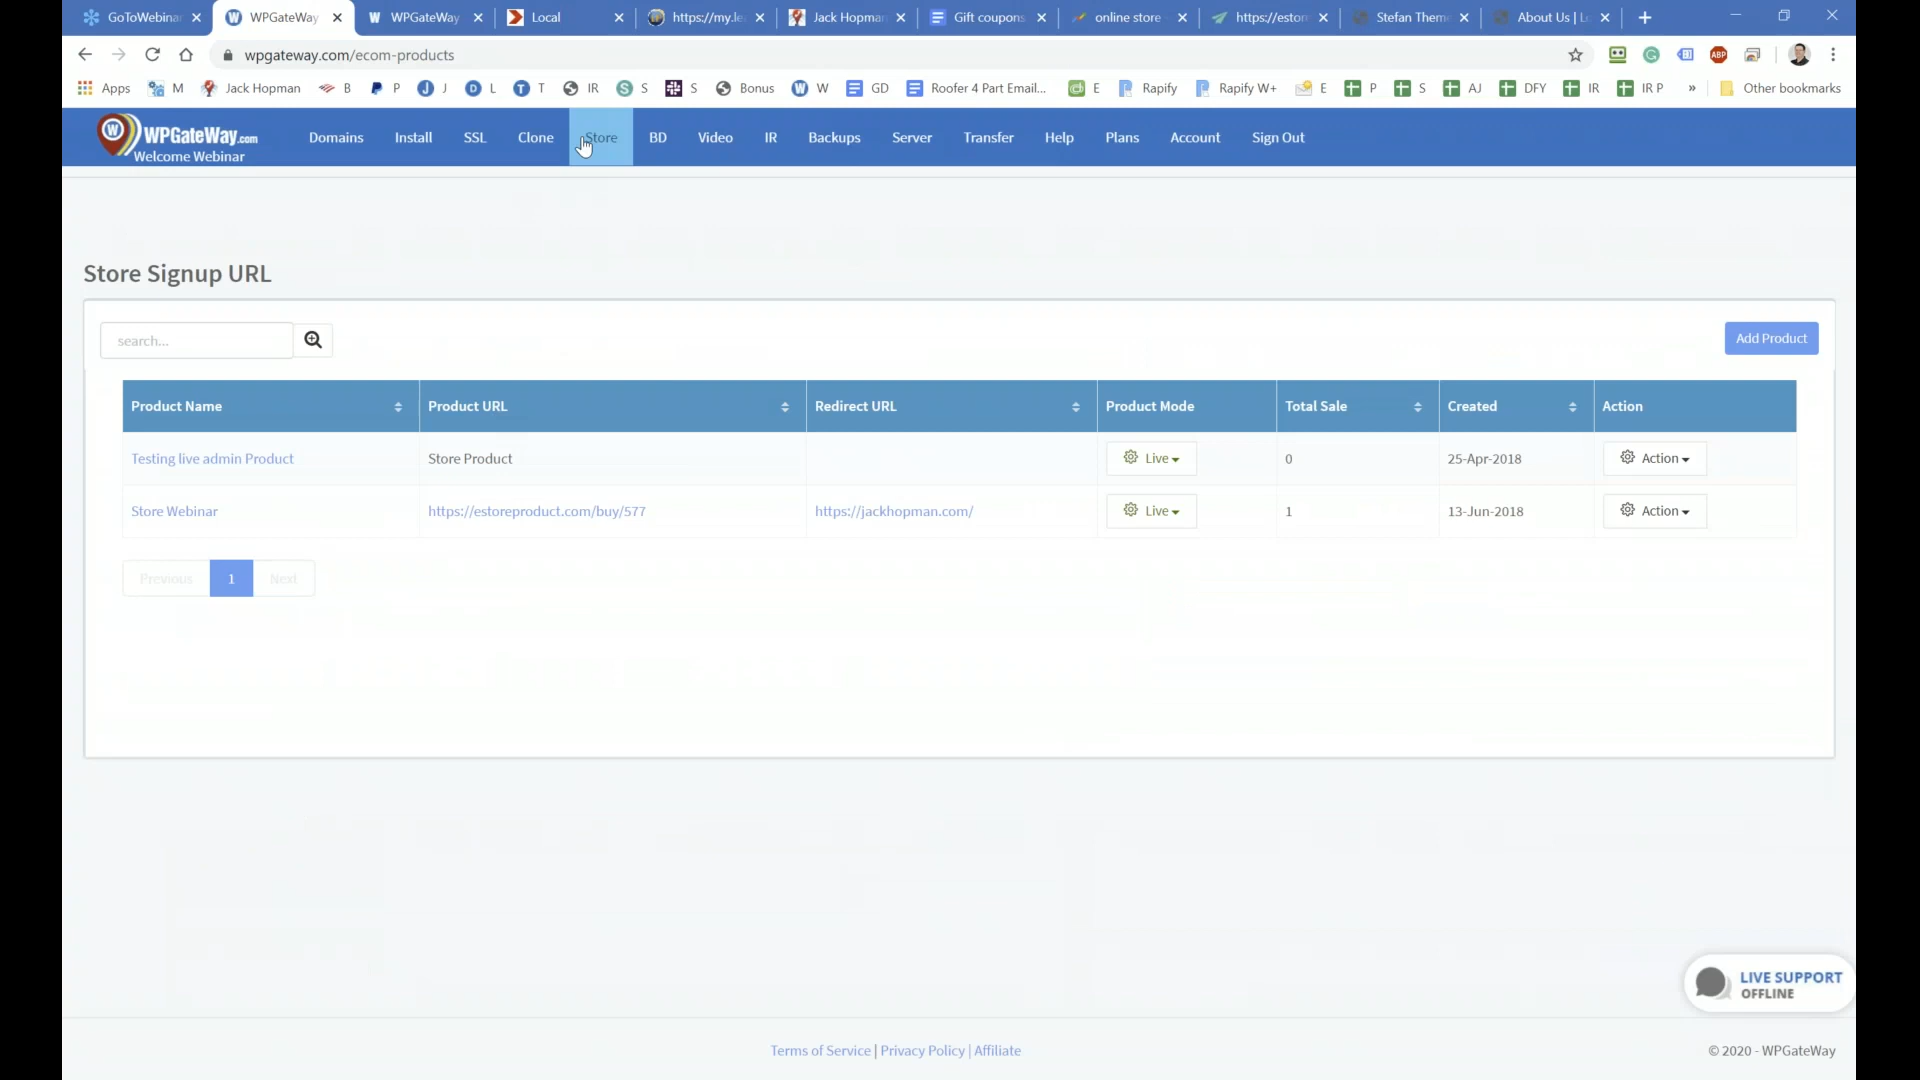 GoToWebinar WPGateWay WPGateWay Local https://my.le Jack Hopman Gift coupons online store https://eston Stefan Them About Us | Le
wpgateway.com/ecom-products
ABP
Apps M Jack Hopman B P J L T IR S S Bonus W GD Roofer 4 Part Email... E Rapify Rapify W+ E P S AJ DFY IR IR P » Other bookmarks
WPGateWay.com
Welcome Webinar
Domains Install SSL Clone Store BD Video IR Backups Server Transfer Help Plans Account Sign Out
Store Signup URL
search...
Add Product
Product Name Product URL Redirect URL Product Mode Total Sale Created Action
Testing live admin Product Store Product Live 0 25-Apr-2018 Action
Store Webinar https://estoreproduct.com/buy/577 https://jackhopman.com/ Live 1 13-Jun-2018 Action
Previous 1 Next
LIVE SUPPORT
OFFLINE
Terms of Service | Privacy Policy | Affiliate
© 2020 - WPGateWay